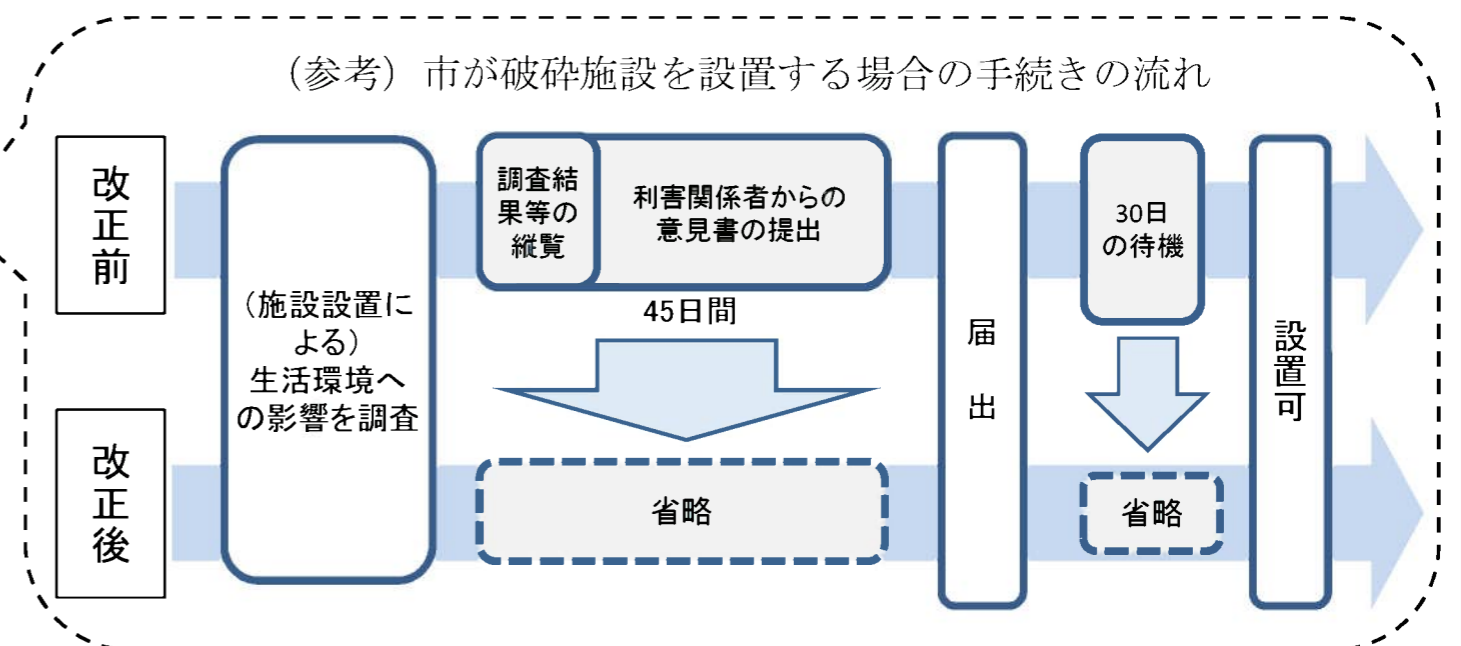 （参考）市が破砕施設を設置する場合の手続きの流れ
改正前
（施設設置に
よる）
生活環境へ
の影響を調査
調査結
果等の
縦覧
利害関係者からの
意見書の提出
45日間
届出
30日
の待機
設置可
改正後
省略
省略